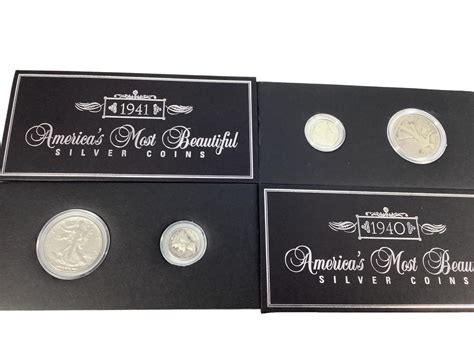 1941
America's Most Beautiful
SILVER COINS
1940
America's Most Beau
SILVER COINS